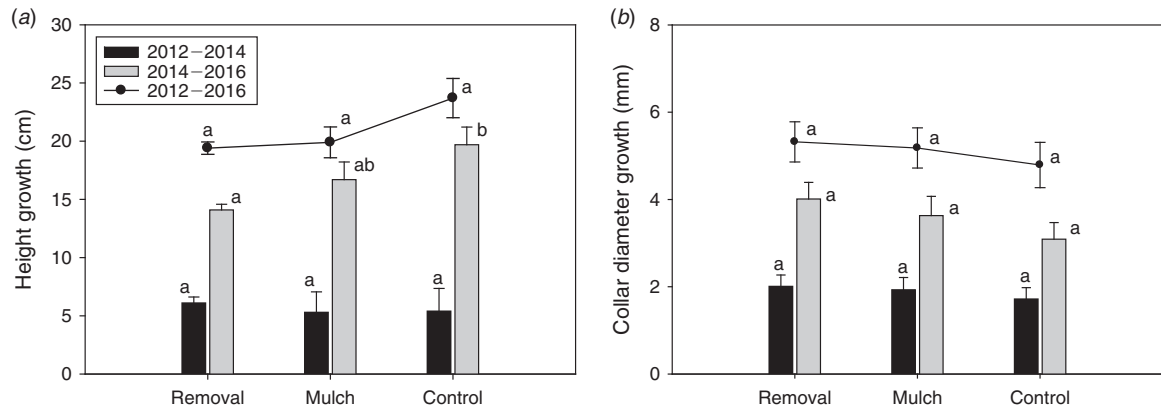 (a)
30
25
20
15
10
5
0
Height growth (cm)
2012–2014
2014–2016
2012–2016
a
a
a
a
ab
b
a
a
a
Removal
Mulch
Control
(b)
8
6
4
2
0
Collar diameter growth (mm)
a
a
a
a
a
a
a
a
a
Removal
Mulch
Control